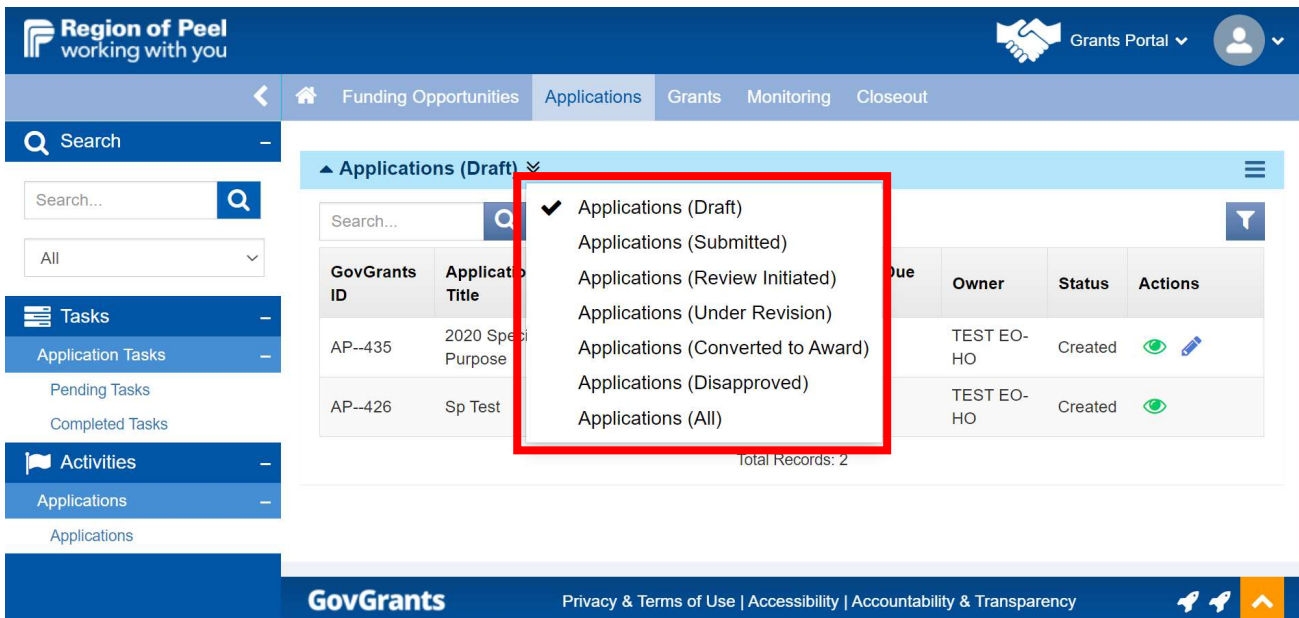 Region of Peel
working with you
Grants Portal
Funding Opportunities Applications Grants Monitoring Closeout
Search
Search...
All
Tasks
Application Tasks
Pending Tasks
Completed Tasks
Activities
Applications
Applications
Applications (Draft)
Search...
Applications (Draft)
Applications (Submitted)
Applications (Review Initiated)
Applications (Under Revision)
Applications (Converted to Award)
Applications (Disapproved)
Applications (All)
GovGrants
ID
Title
Owner Status Actions
AP--435 2020
Purpose
TEST EO-
HO
Created
AP--426 Sp Test
TEST EO-
HO
Created
Total Records: 2
GovGrants Privacy & Terms of Use | Accessibility | Accountability & Transparency